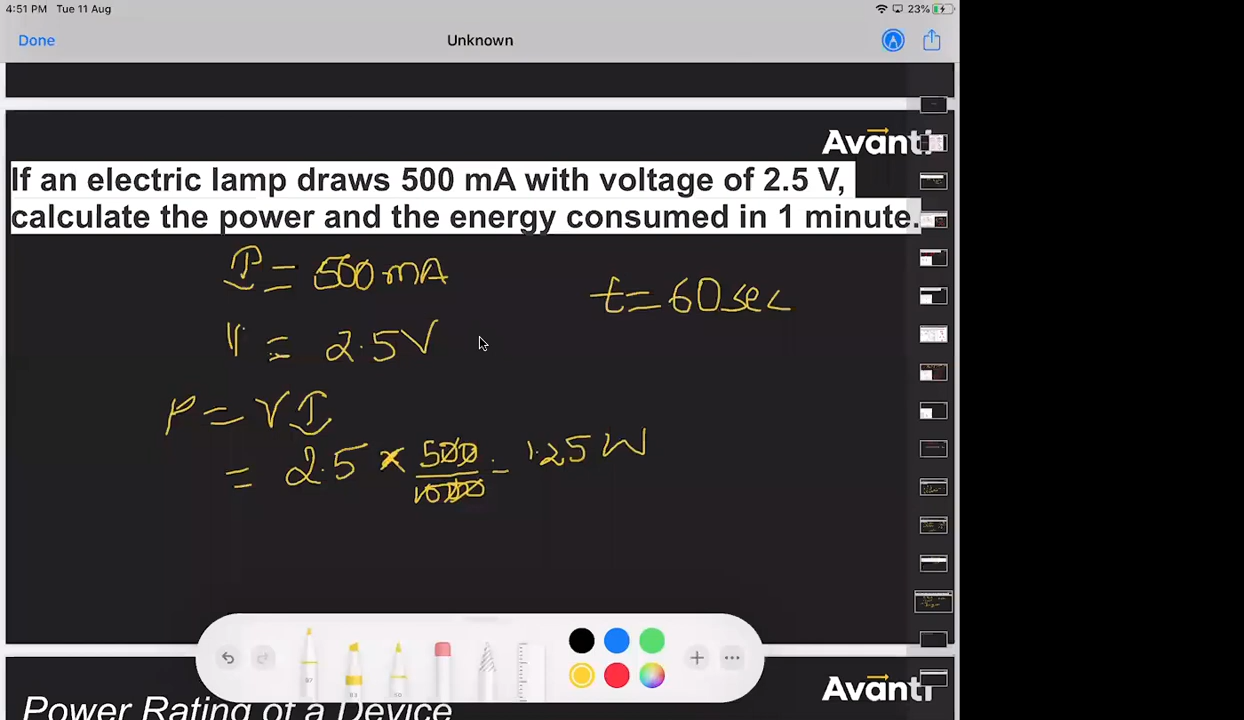 4:51 PM Tue 11 Aug
23%
Done
Unknown
Avanti
If an electric lamp draws 500 mA with voltage of 2.5 V,
calculate the power and the energy consumed in 1 minute.
I = 500 mA
t = 60 sec
V = 2.5 V
P = V I
= 2.5 × 500/1000 = 1.25 W
Avanti
Power Rating of a Device